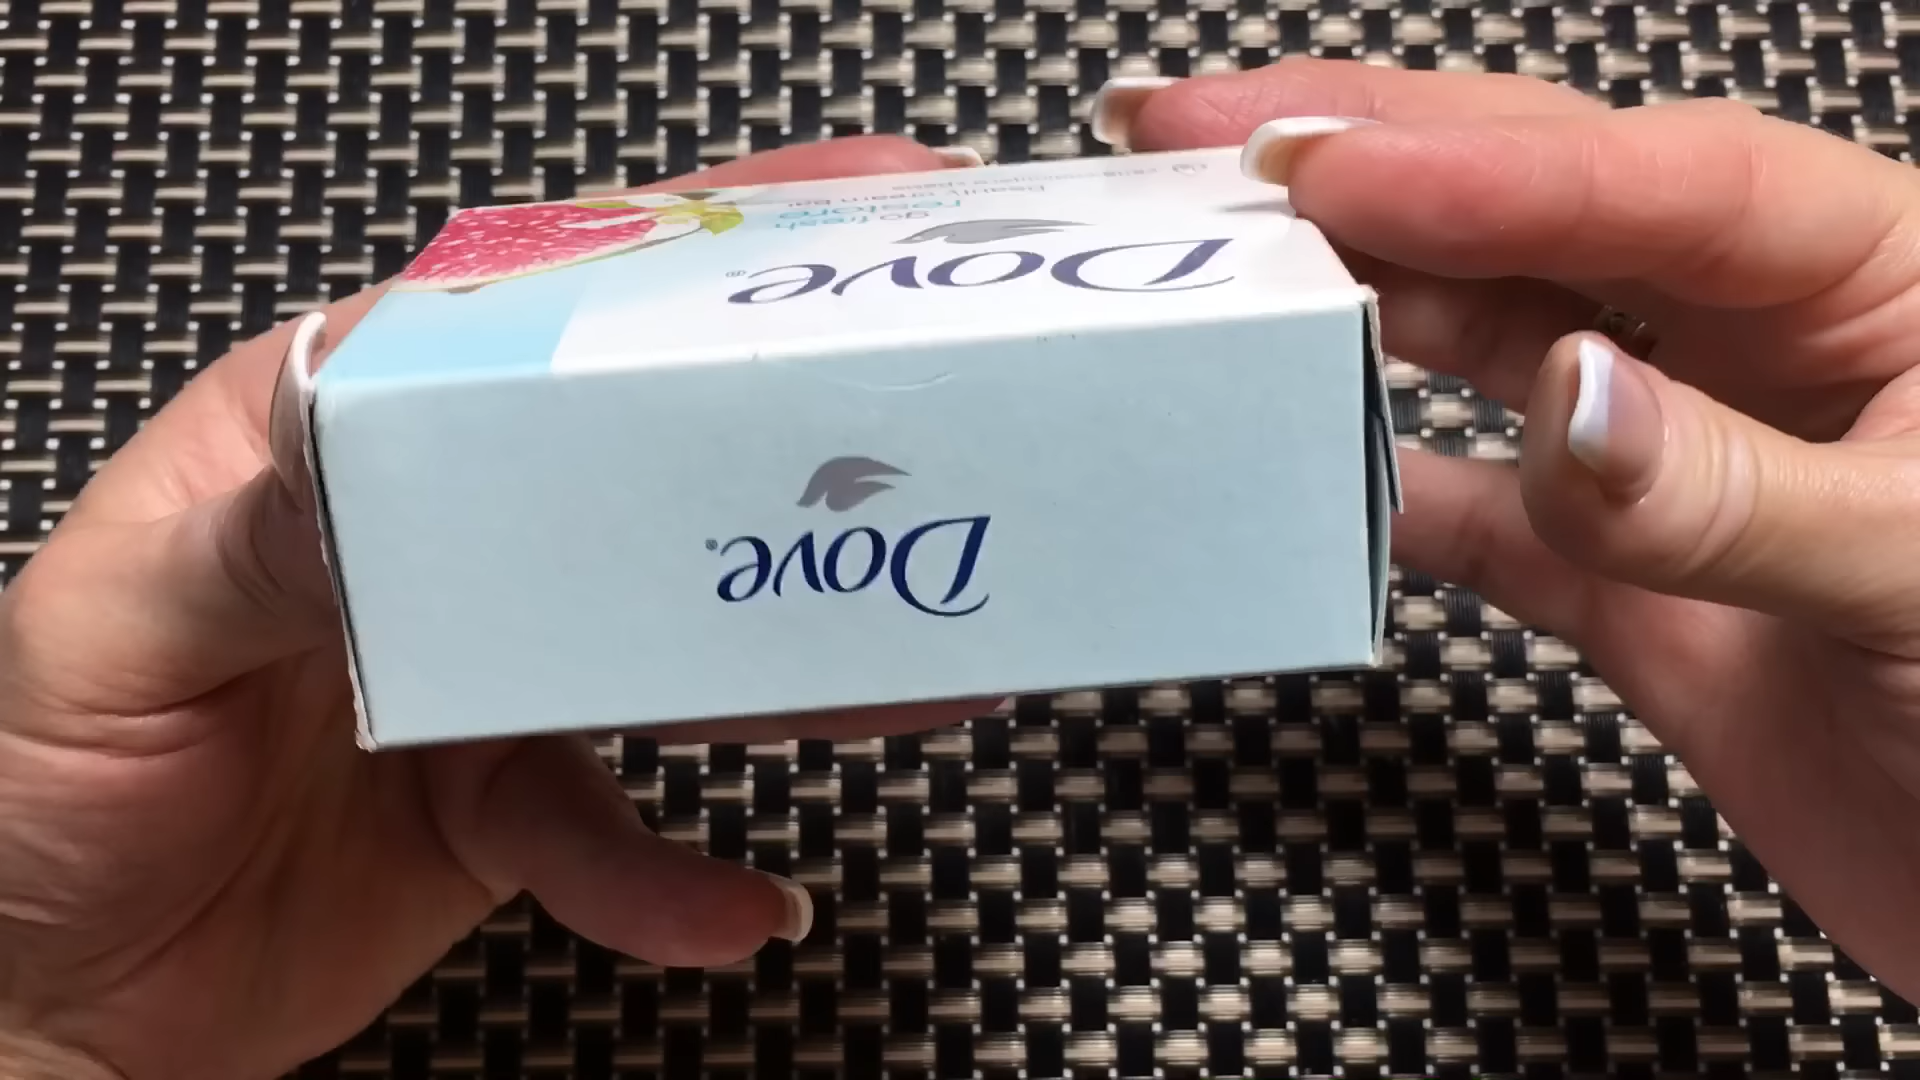 Dove®
go fresh
restore
Beauty cream Bar
Dove®